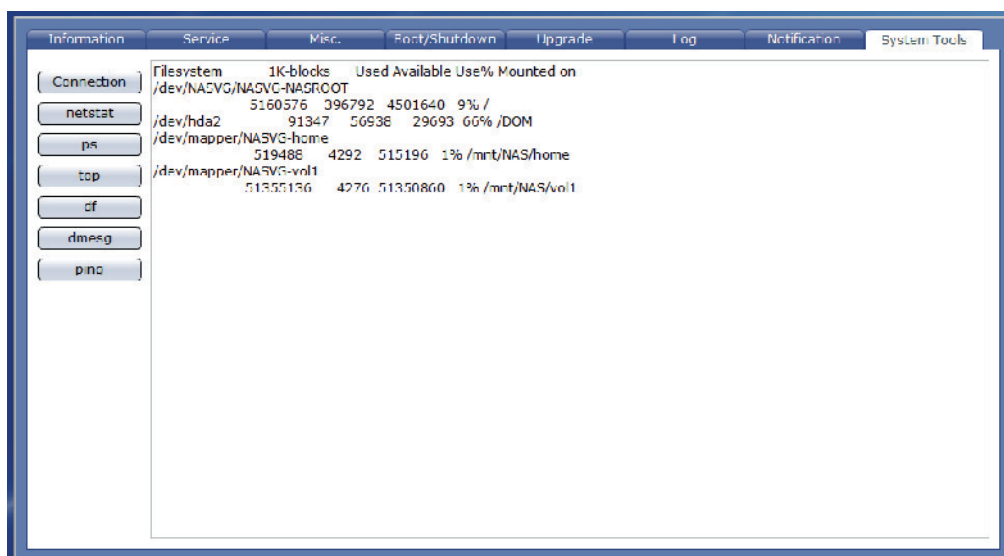 Information Service Misc. Boot/Shutdown Upgrade Log Notification System Tools
Connection
netstat
ps
top
df
dmesg
ping
Filesystem 1K-blocks Used Available Use% Mounted on
/dev/NASVG/NASVG-NASROOT
5160576 396792 4501640 9% /
/dev/hda2 91347 56938 29693 66% /DOM
/dev/mapper/NASVG-home
519488 4292 515196 1% /mnt/NAS/home
/dev/mapper/NASVG-vol1
51355136 4276 51350860 1% /mnt/NAS/vol1